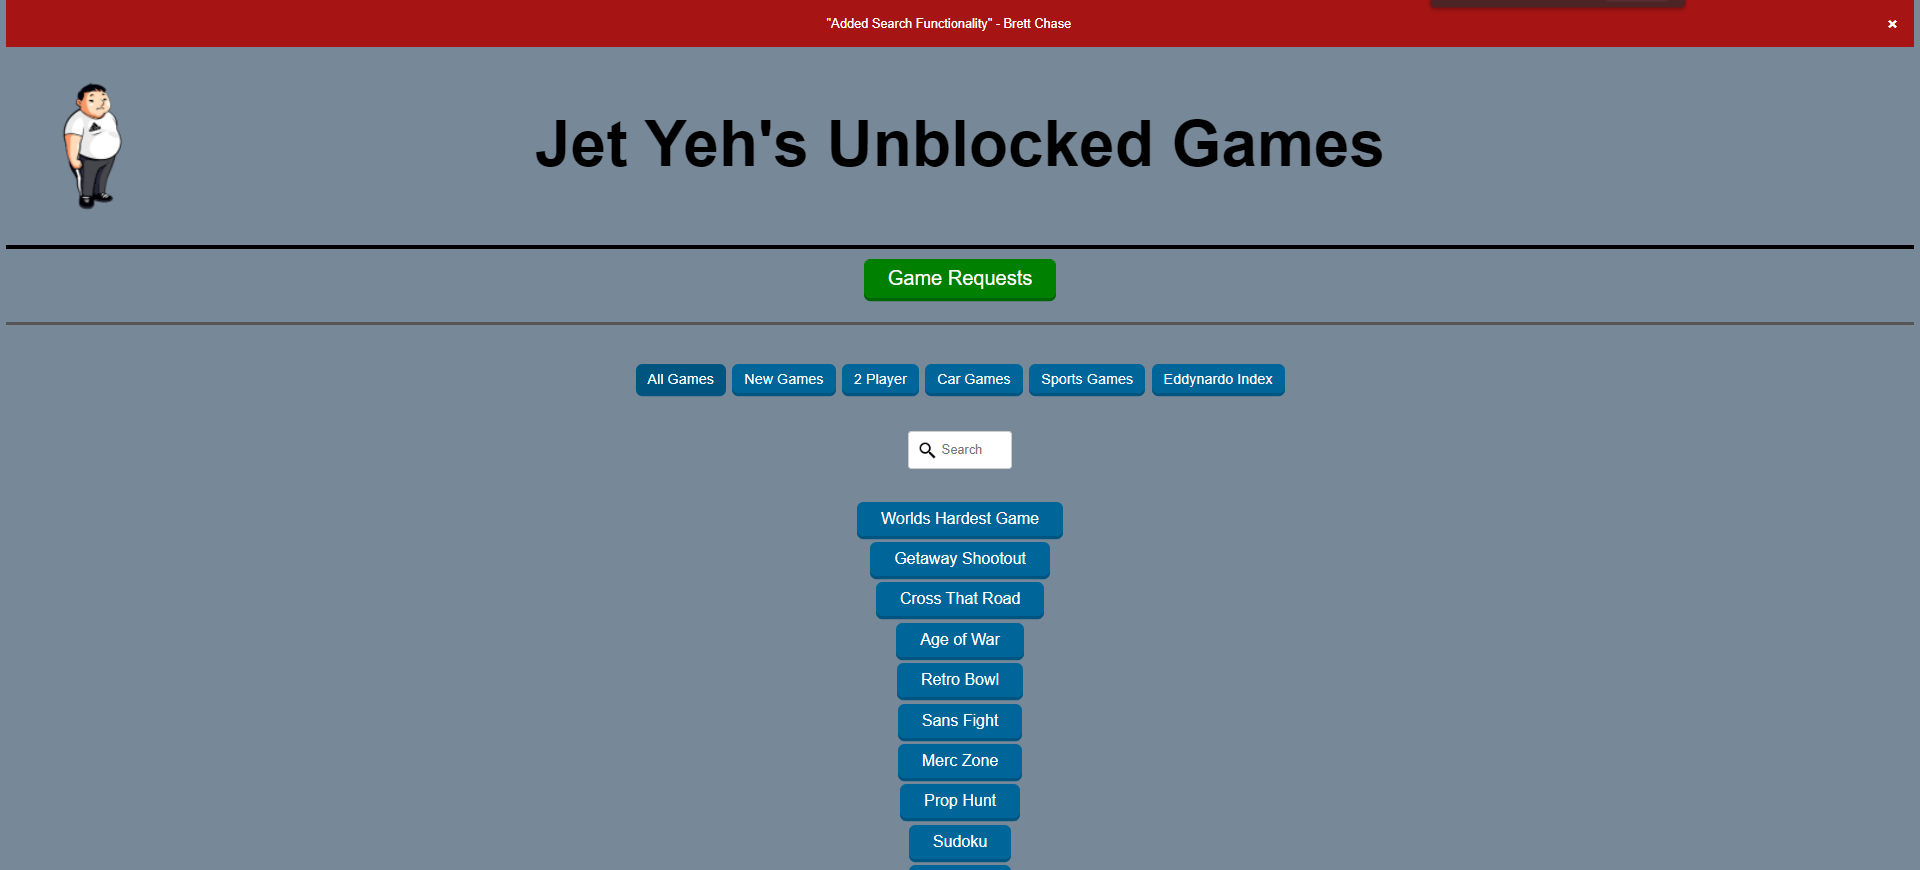 "Added Search Functionality" - Brett Chase
×
Jet Yeh's Unblocked Games
Game Requests
All Games New Games 2 Player Car Games Sports Games Eddynardo Index
Search
Worlds Hardest Game
Getaway Shootout
Cross That Road
Age of War
Retro Bowl
Sans Fight
Merc Zone
Prop Hunt
Sudoku